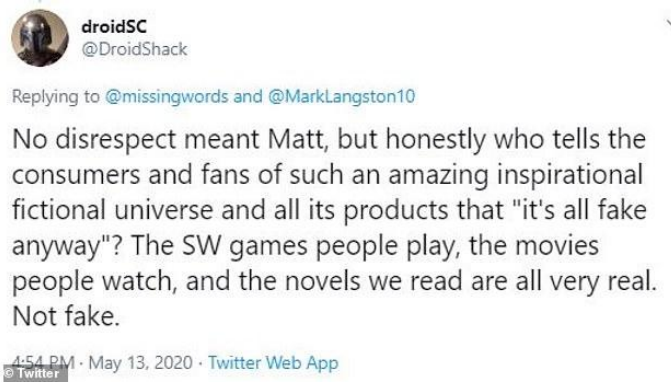 droidSC
@DroidShack
Replying to @missingwords and @MarkLangston10
No disrespect meant Matt, but honestly who tells the
consumers and fans of such an amazing inspirational
fictional universe and all its products that "it's all fake
anyway"? The SW games people play, the movies
people watch, and the novels we read are all very real.
Not fake.
4:54 PM · May 13, 2020 · Twitter Web App
© Twitter